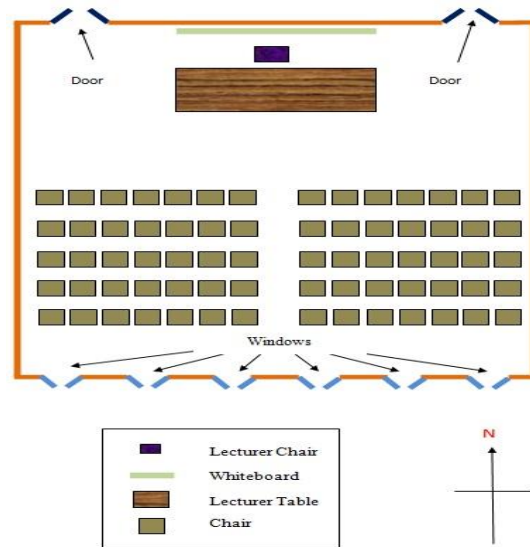 Door
Door
Windows
Lecturer Chair
Whiteboard
Lecturer Table
Chair
N